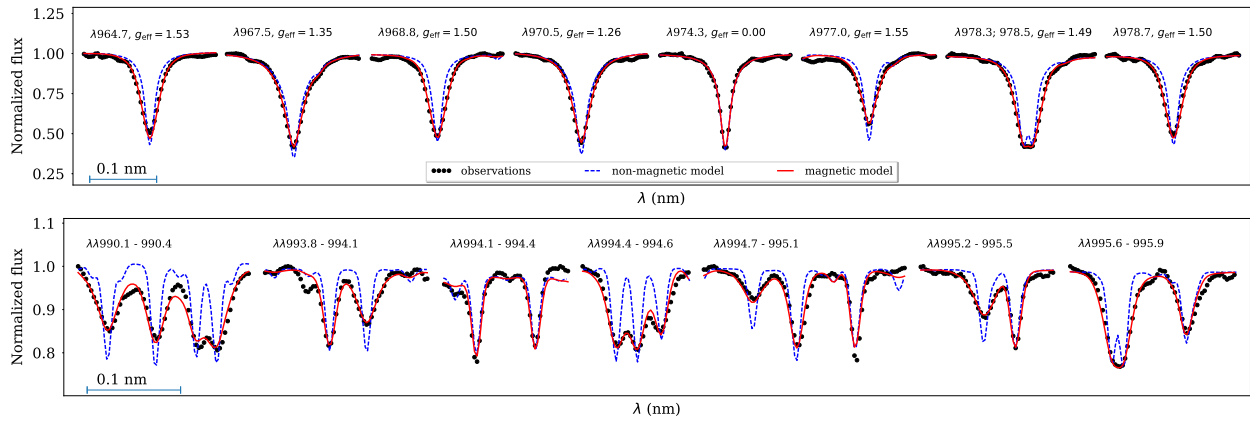 1.25
1.00
0.75
0.50
0.25
Normalized flux
λ964.7, g_eff = 1.53
λ967.5, g_eff = 1.35
λ968.8, g_eff = 1.50
λ970.5, g_eff = 1.26
λ974.3, g_eff = 0.00
λ977.0, g_eff = 1.55
λ978.3; 978.5, g_eff = 1.49
λ978.7, g_eff = 1.50
0.1 nm
observations
non-magnetic model
magnetic model
λ (nm)
1.1
1.0
0.9
0.8
Normalized flux
λλ990.1 - 990.4
λλ993.8 - 994.1
λλ994.1 - 994.4
λλ994.4 - 994.6
λλ994.7 - 995.1
λλ995.2 - 995.5
λλ995.6 - 995.9
0.1 nm
λ (nm)